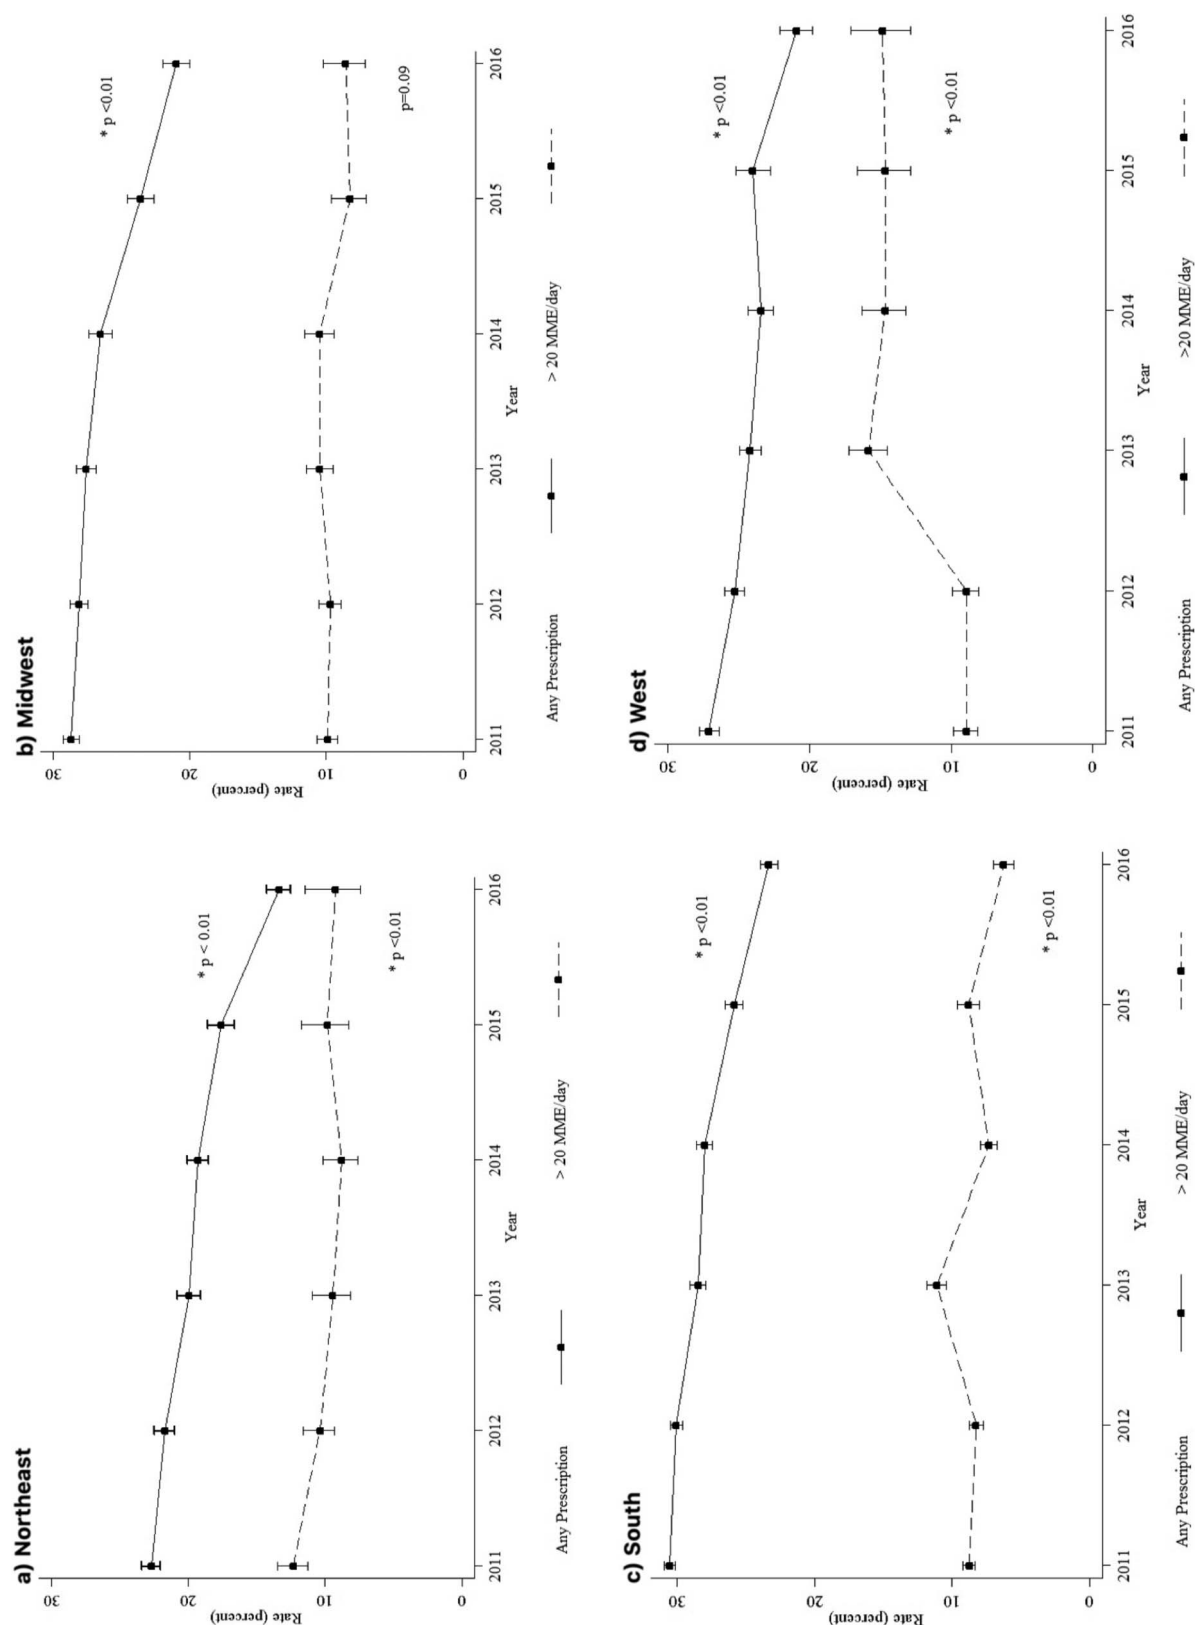 a) Northeast
30
20
10
0
Rate (percent)
* p < 0.01
* p <0.01
2011 2012 2013 2014 2015 2016
Year
Any Prescription > 20 MME/day
b) Midwest
30
20
10
0
Rate (percent)
* p <0.01
p=0.09
2011 2012 2013 2014 2015 2016
Year
Any Prescription > 20 MME/day
c) South
30
20
10
0
Rate (percent)
* p <0.01
* p <0.01
2011 2012 2013 2014 2015 2016
Year
Any Prescription > 20 MME/day
d) West
30
20
10
0
Rate (percent)
* p <0.01
* p <0.01
2011 2012 2013 2014 2015 2016
Year
Any Prescription >20 MME/day